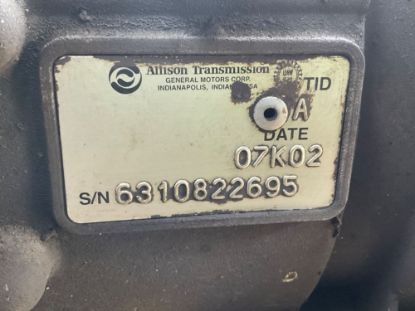 Allison Transmission
GENERAL MOTORS CORP.
INDIANAPOLIS, INDIANA USA
TID
A
DATE
07K02
S/N 6310822695